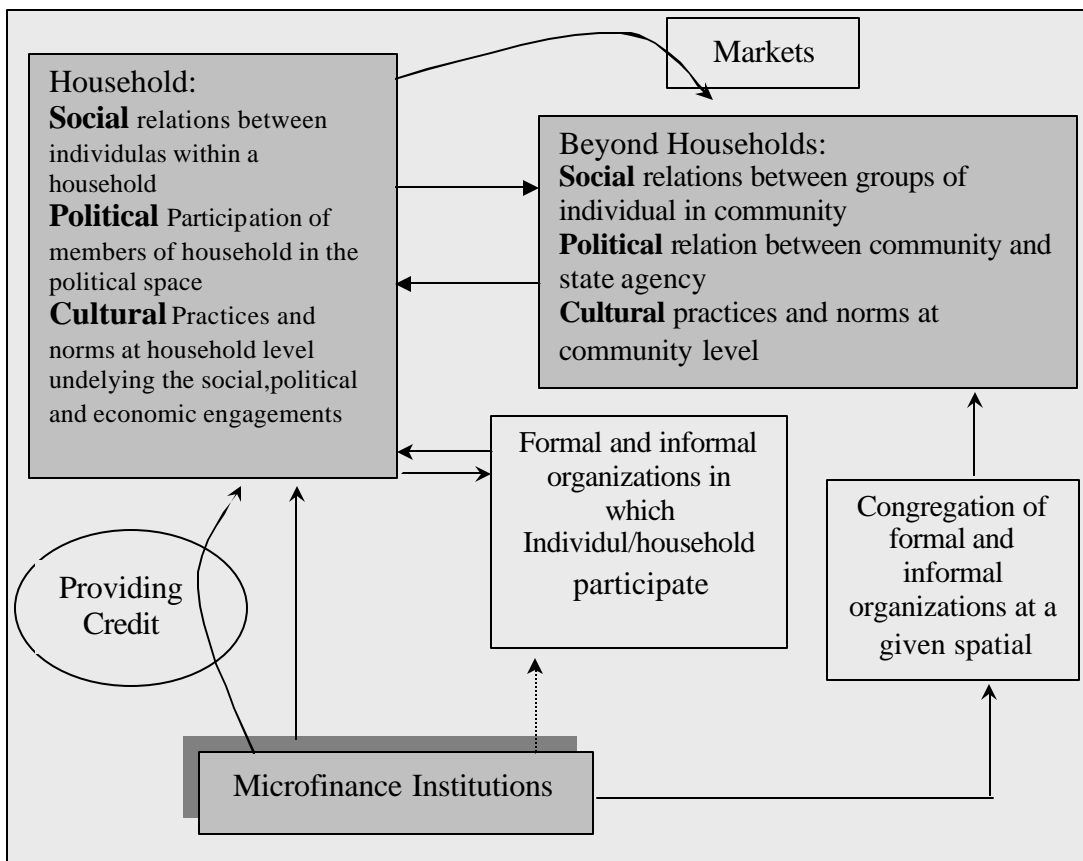 Markets
Household:
Social relations between
individulas within a
household
Political Participation of
members of household in the
political space
Cultural Practices and
norms at household level
undelying the social,political
and economic engagements
Beyond Households:
Social relations between groups of
individual in community
Political relation between community and
state agency
Cultural practices and norms at
community level
Formal and informal
organizations in
which
Individul/household
participate
Congregation of
formal and
informal
organizations at a
given spatial
Providing
Credit
Microfinance Institutions